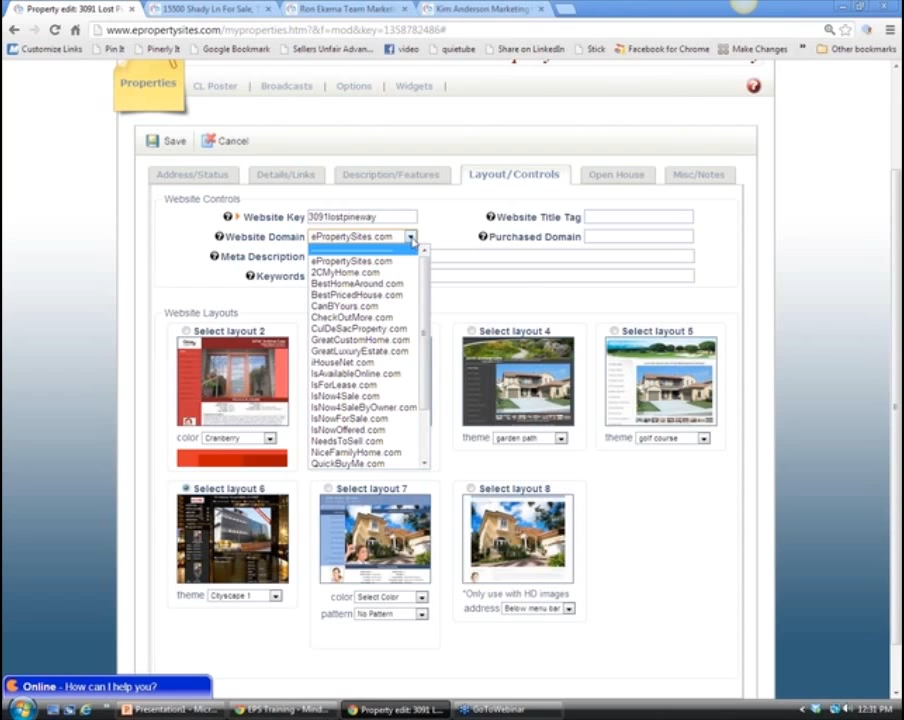 Property edit: 3091 Lost P
15500 Shady Ln For Sale,
Ron Ekarna Team Market
Kim Anderson Marketing
www.epropertysites.com/myproperties.htm?&f=mod&key=1358782486#
Customize Links
Pin It
Pinerly It
Google Bookmark
Sellers Unfair Advan...
video
quietube
Share on LinkedIn
Stick
Facebook for Chrome
Make Changes
Other bookmarks
Properties
CL Poster
Broadcasts
Options
Widgets
Save
Cancel
Address/Status
Details/Links
Description/Features
Layout/Controls
Open House
Misc/Notes
Website Controls
Website Key 3091lostpineway
Website Title Tag
Website Domain ePropertySites.com
Purchased Domain
Meta Description
Keywords
ePropertySites.com
2CMyHome.com
BestHomeAround.com
BestPricedHouse.com
CanBYours.com
CheckOutMore.com
CulDeSacProperty.com
GreatCustomHome.com
GreatLuxuryEstate.com
iHouseNet.com
IsAvailableOnline.com
IsForLease.com
IsNow4Sale.com
IsNow4SaleByOwner.com
IsNowForSale.com
IsNowOffered.com
NeedsToSell.com
NiceFamilyHome.com
QuickBuyMe.com
Website Layouts
Select layout 2
Select layout 4
Select layout 5
color Cranberry
theme garden path
theme golf course
Select layout 6
Select layout 7
Select layout 8
theme Cityscape 1
color Select Color
pattern No Pattern
*Only use with HD images
address Below menu bar
Online - How can I help you?
Presentation1 - Micr...
EPS Training - Mind...
Property edit: 3091 L...
GoToWebinar
12:31 PM